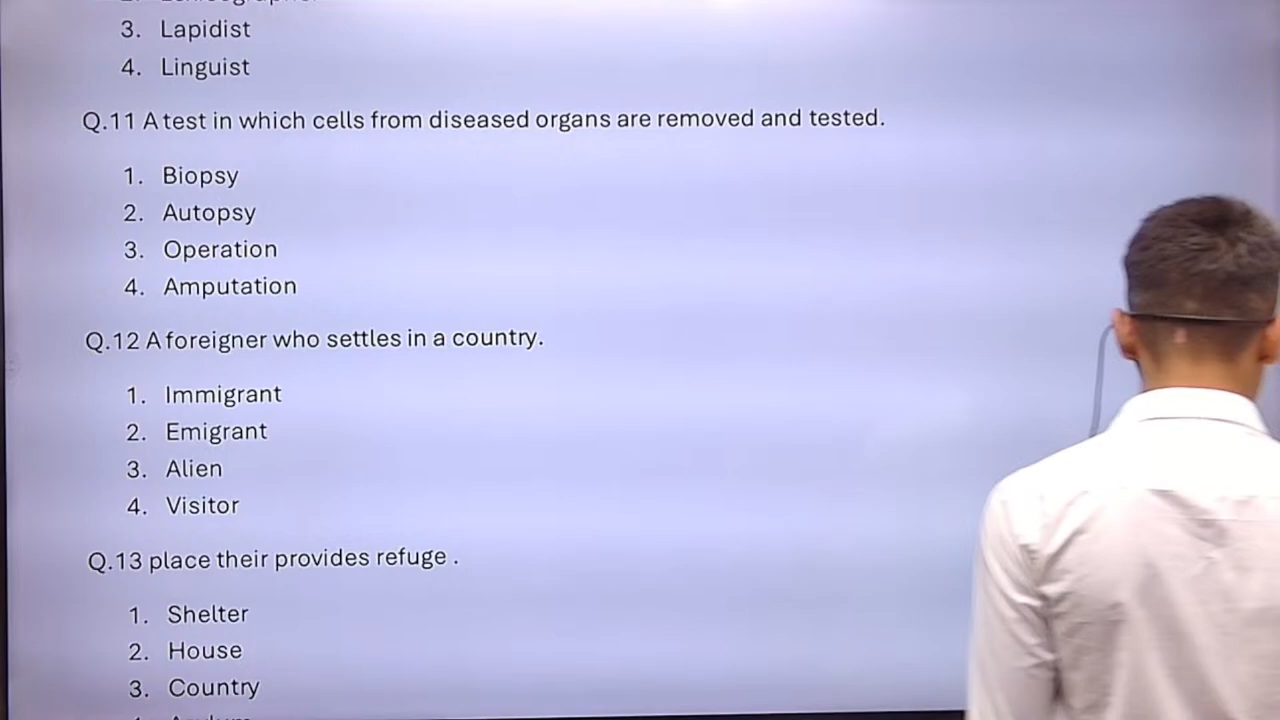 3. Lapidist
4. Linguist
Q.11 A test in which cells from diseased organs are removed and tested.
1. Biopsy
2. Autopsy
3. Operation
4. Amputation
Q.12 A foreigner who settles in a country.
1. Immigrant
2. Emigrant
3. Alien
4. Visitor
Q.13 place their provides refuge .
1. Shelter
2. House
3. Country